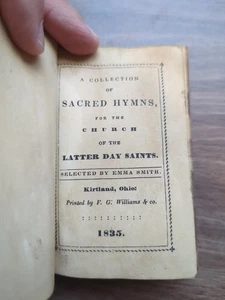 A COLLECTION
OF
SACRED HYMNS,
FOR THE
CHURCH
OF THE
LATTER DAY SAINTS.
SELECTED BY EMMA SMITH.
Kirtland, Ohio:
Printed by F. G. Williams & co.
1835.